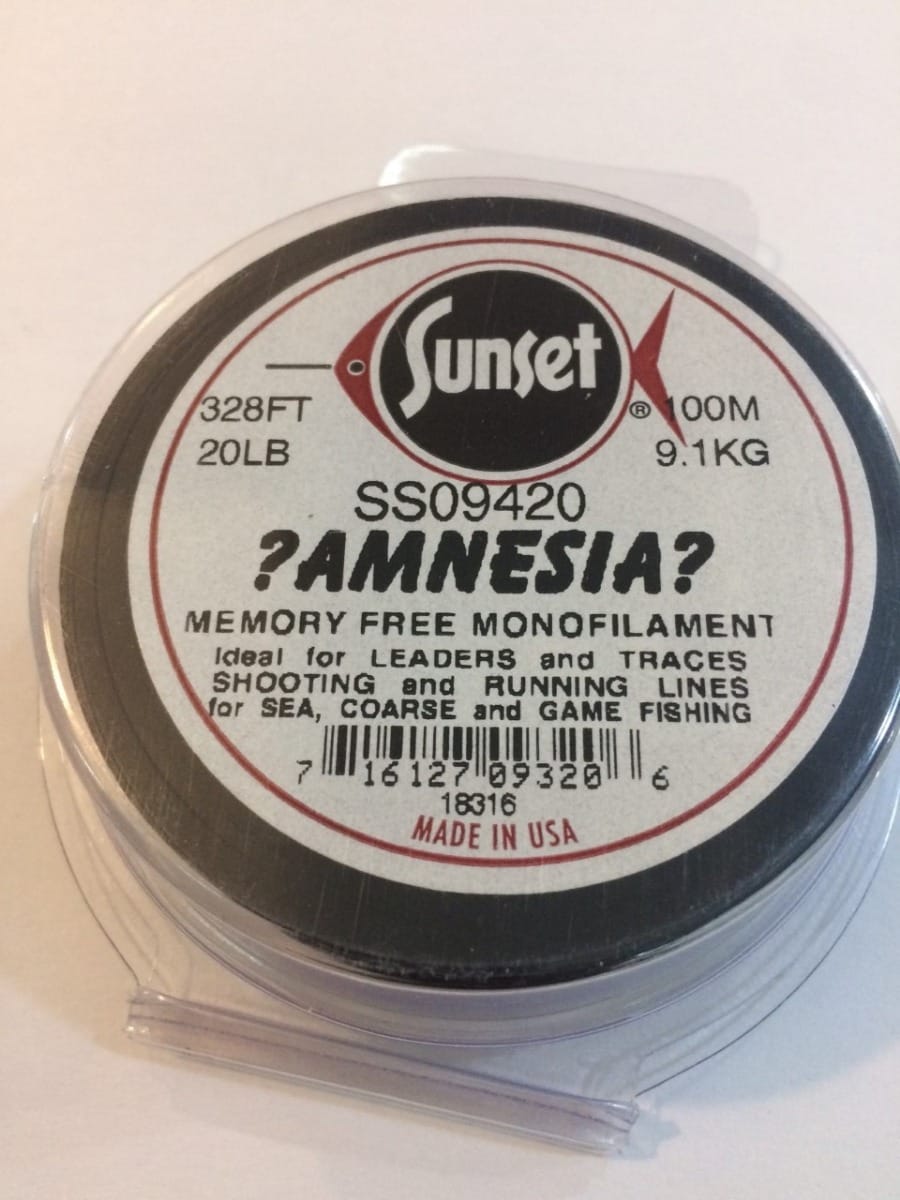 Sunset
328FT ® 100M
20LB 9.1KG
SS09420
?AMNESIA?
MEMORY FREE MONOFILAMENT
Ideal for LEADERS and TRACES
SHOOTING and RUNNING LINES
for SEA, COARSE and GAME FISHING
7 16127 09320 6
18316
MADE IN USA